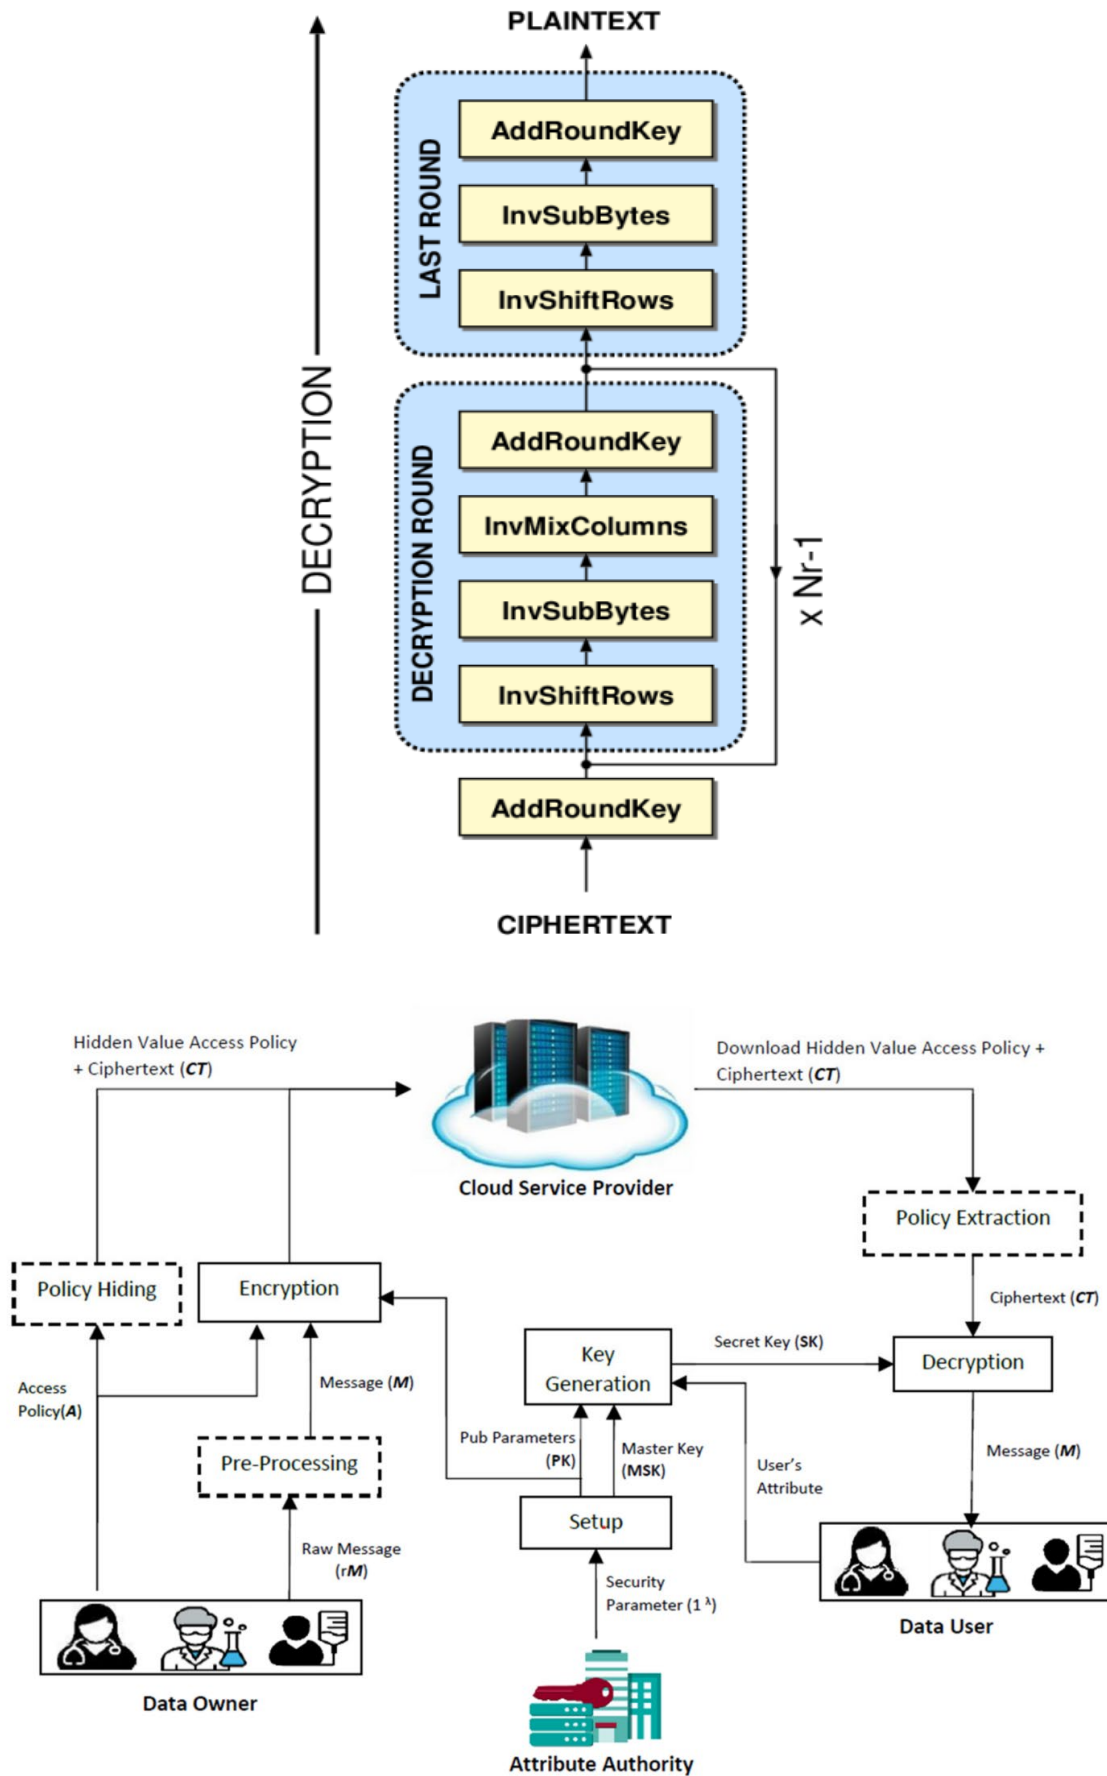 PLAINTEXT
AddRoundKey
InvSubBytes
InvShiftRows
LAST ROUND
AddRoundKey
InvMixColumns
InvSubBytes
InvShiftRows
DECRYPTION ROUND
x Nr-1
DECRYPTION
AddRoundKey
CIPHERTEXT
Hidden Value Access Policy
+ Ciphertext (CT)
Cloud Service Provider
Download Hidden Value Access Policy +
Ciphertext (CT)
Policy Extraction
Policy Hiding
Encryption
Ciphertext (CT)
Key
Generation
Secret Key (SK)
Decryption
Access
Policy(A)
Message (M)
Pre-Processing
Pub Parameters
(PK)
Master Key
(MSK)
User's
Attribute
Message (M)
Setup
Raw Message
(rM)
Security
Parameter (1 λ)
Data User
Data Owner
Attribute Authority